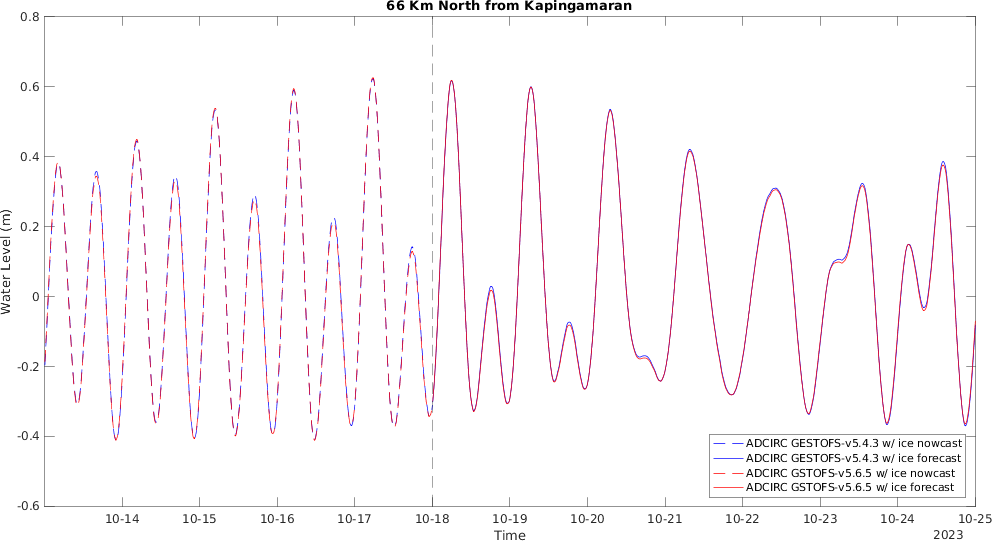 66 Km North from Kapingamaran
Water Level (m)
0.8
0.6
0.4
0.2
0
-0.2
-0.4
-0.6
10-14 10-15 10-16 10-17 10-18 10-19 10-20 10-21 10-22 10-23 10-24 10-25
Time
2023
ADCIRC GESTOFS-v5.4.3 w/ ice nowcast
ADCIRC GESTOFS-v5.4.3 w/ ice forecast
ADCIRC GSTOFS-v5.6.5 w/ ice nowcast
ADCIRC GSTOFS-v5.6.5 w/ ice forecast